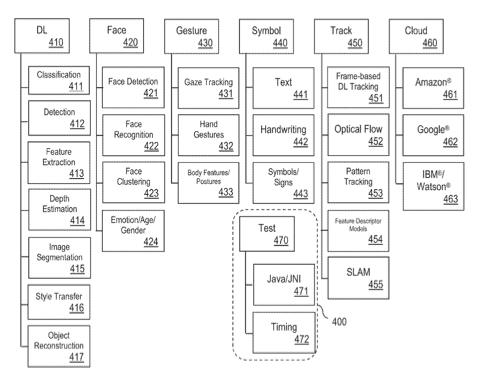 DL
410
Classification
411
Detection
412
Feature
Extraction
413
Depth
Estimation
414
Image
Segmentation
415
Style Transfer
416
Object
Reconstruction
417
Face
420
Face Detection
421
Face
Recognition
422
Face
Clustering
423
Emotion/Age/
Gender
424
Gesture
430
Gaze Tracking
431
Hand
Gestures
432
Body Features/
Postures
433
Symbol
440
Text
441
Handwriting
442
Symbols/
Signs
443
Test
470
Java/JNI
471
Timing
472
400
Track
450
Frame-based
DL Tracking
451
Optical Flow
452
Pattern
Tracking
453
Feature Descriptor
Models
454
SLAM
455
Cloud
460
Amazon®
461
Google®
462
IBM®/
Watson®
463